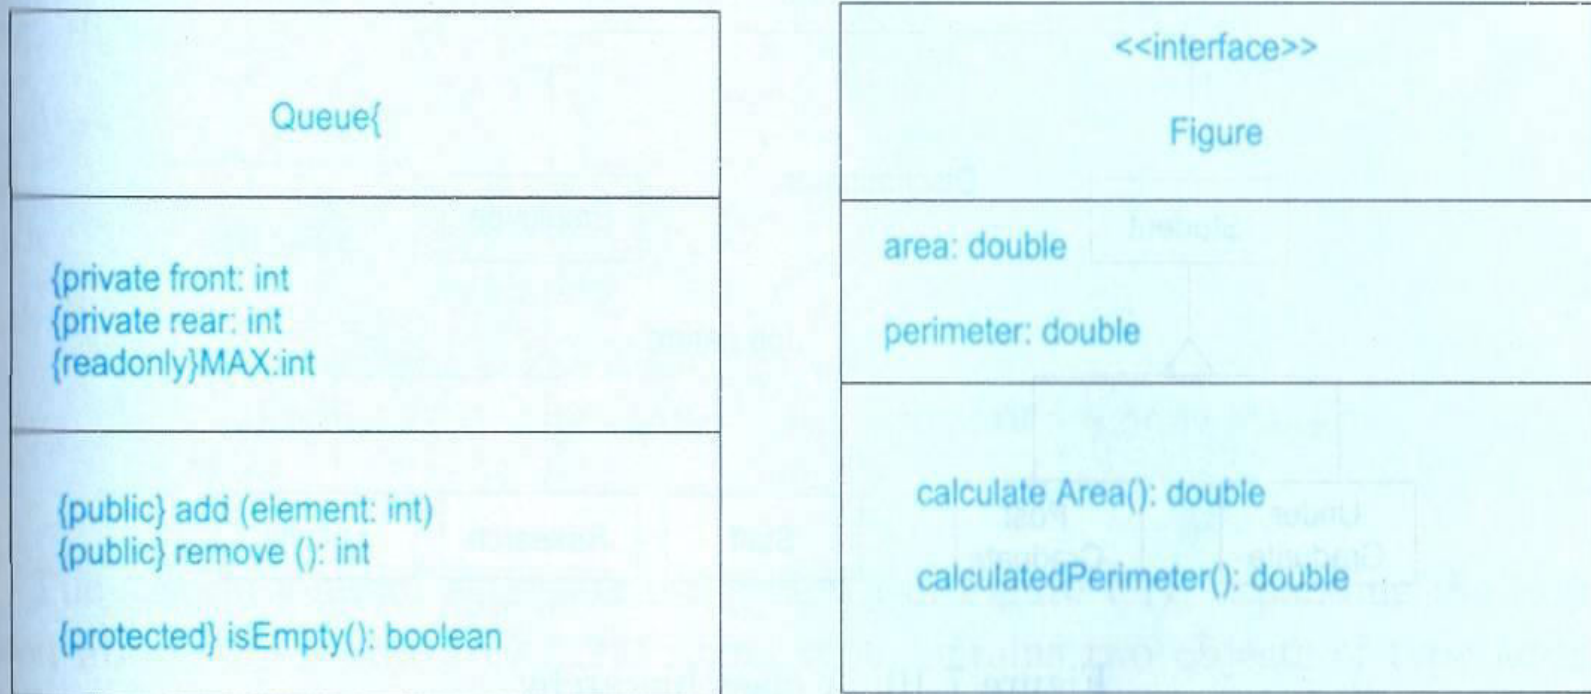 Queue{
{private front: int
{private rear: int
{readonly}MAX:int
{public} add (element: int)
{public} remove (): int
{protected} isEmpty(): boolean
<<interface>>
Figure
area: double
perimeter: double
calculate Area(): double
calculatedPerimeter(): double